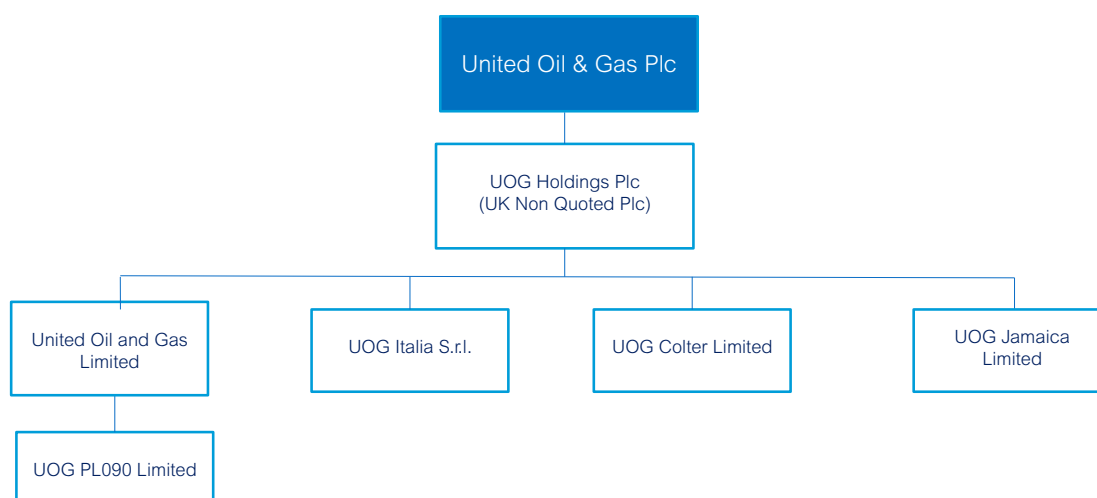 United Oil & Gas Plc
UOG Holdings Plc
(UK Non Quoted Plc)
United Oil and Gas
Limited
UOG Italia S.r.l.
UOG Colter Limited
UOG Jamaica
Limited
UOG PL090 Limited